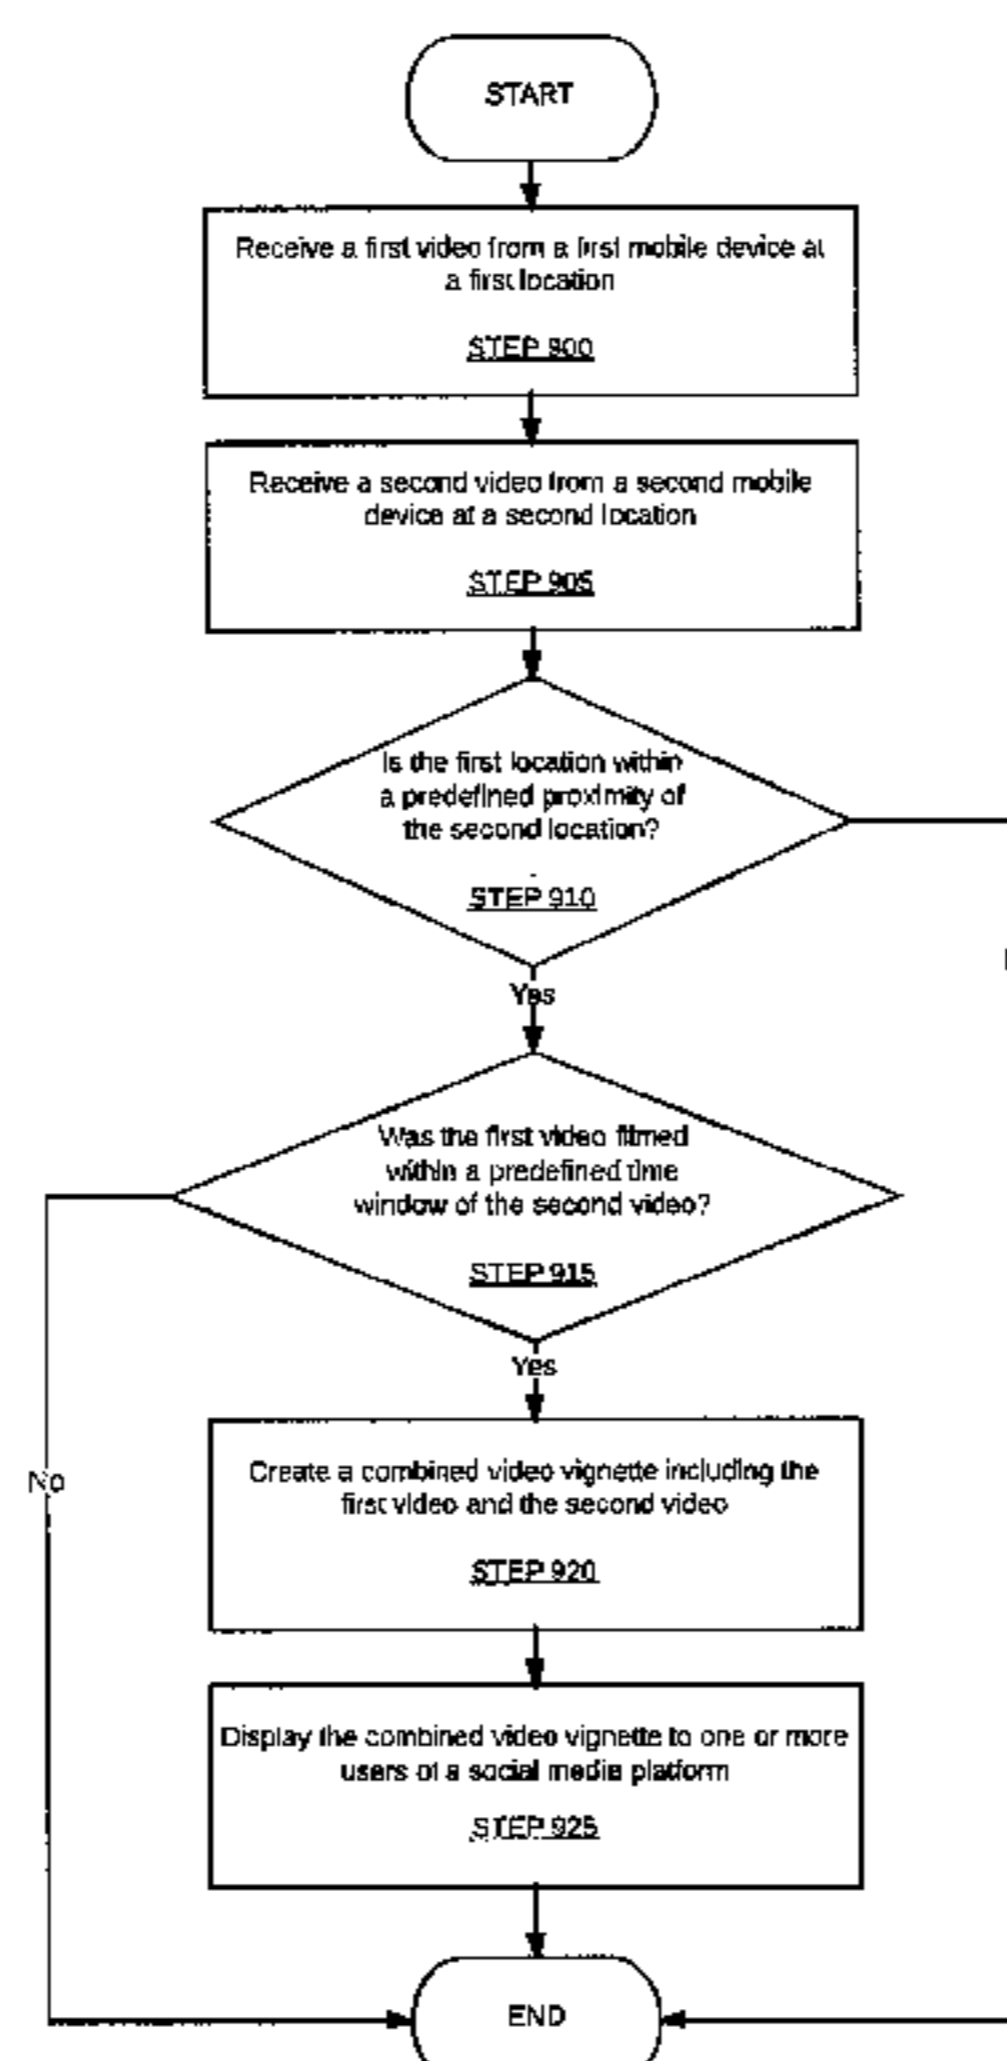 START
Receive a first video from a first mobile device at
a first location
STEP 900
Receive a second video from a second mobile
device at a second location
STEP 905
Is the first location within
a predefined proximity of
the second location?
STEP 910
Yes
Was the first video filmed
within a predefined time
window of the second video?
STEP 915
Yes
No
Create a combined video vignette including the
first video and the second video
STEP 920
Display the combined video vignette to one or more
users of a social media platform
STEP 925
END